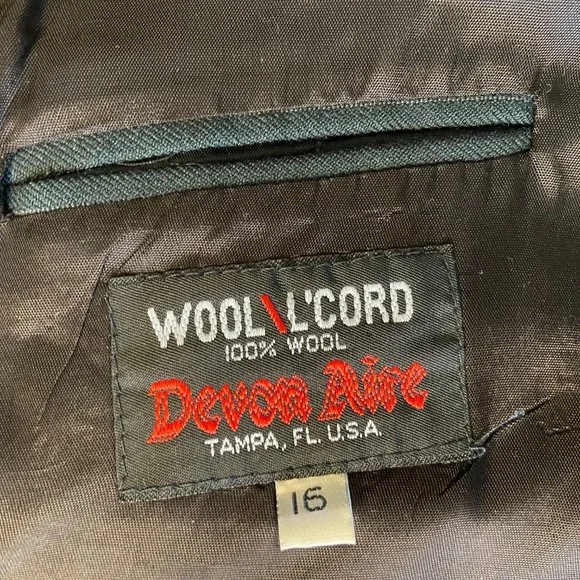 WOOL\L'CORD
100% WOOL
Devon Aire
TAMPA, FL. U.S.A.
16